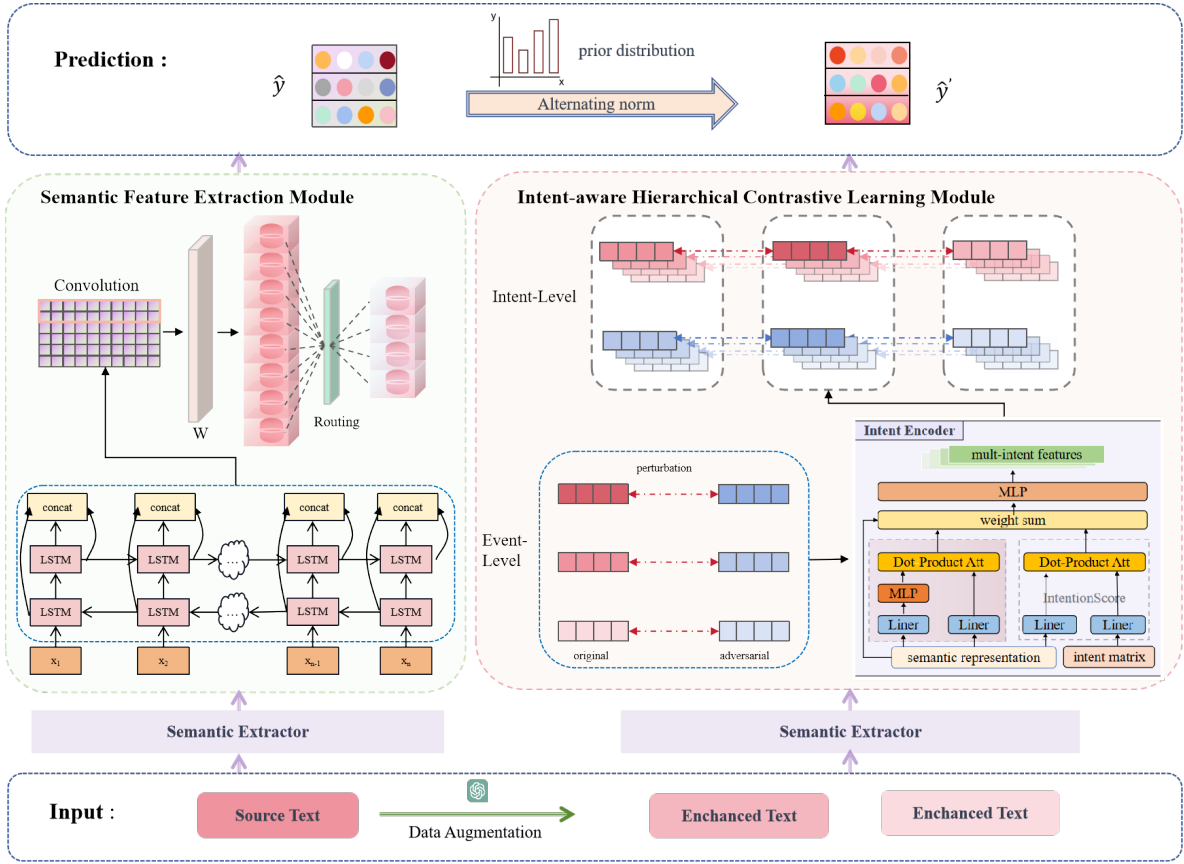 Prediction :
ŷ
y
x
prior distribution
Alternating norm
ŷ'
Semantic Feature Extraction Module
Convolution
W
Routing
concat
concat
concat
concat
LSTM
LSTM
...
LSTM
LSTM
LSTM
LSTM
...
LSTM
LSTM
x1
x2
xn-1
xn
Intent-aware Hierarchical Contrastive Learning Module
Intent-Level
Event-
Level
perturbation
original
adversarial
Intent Encoder
mult-intent features
MLP
weight sum
Dot-Product Att
Dot-Product Att
MLP
IntentionScore
Liner
Liner
Liner
Liner
semantic representation
intent matrix
Semantic Extractor
Semantic Extractor
Input :
Source Text
Data Augmentation
Enchanced Text
Enchanced Text